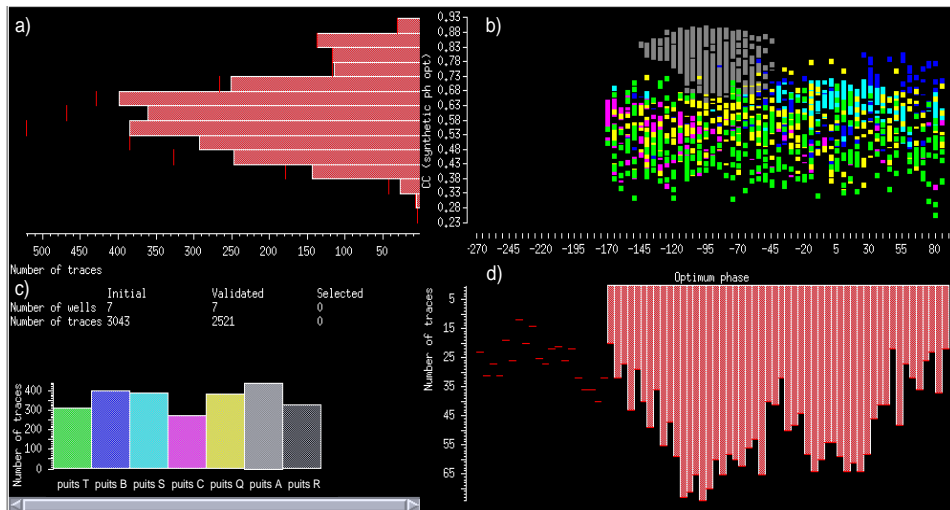 a)
0.93
0.88
0.83
0.78
0.73
0.68
0.63
0.58
0.53
0.48
0.43
0.38
0.33
0.28
0.23
CC (synthetic ph opt)
500 450 400 350 300 250 200 150 100 50
Number of traces
b)
-270 -245 -220 -195 -170 -145 -120 -95 -70 -45 -20 5 30 55 80
Optimum phase
c)
Initial Validated Selected
Number of wells 7 7 0
Number of traces 3043 2521 0
Number of traces
400
300
200
100
0
puits T puits B puits S puits C puits Q puits A puits R
d)
Number of traces
5
15
25
35
45
55
65